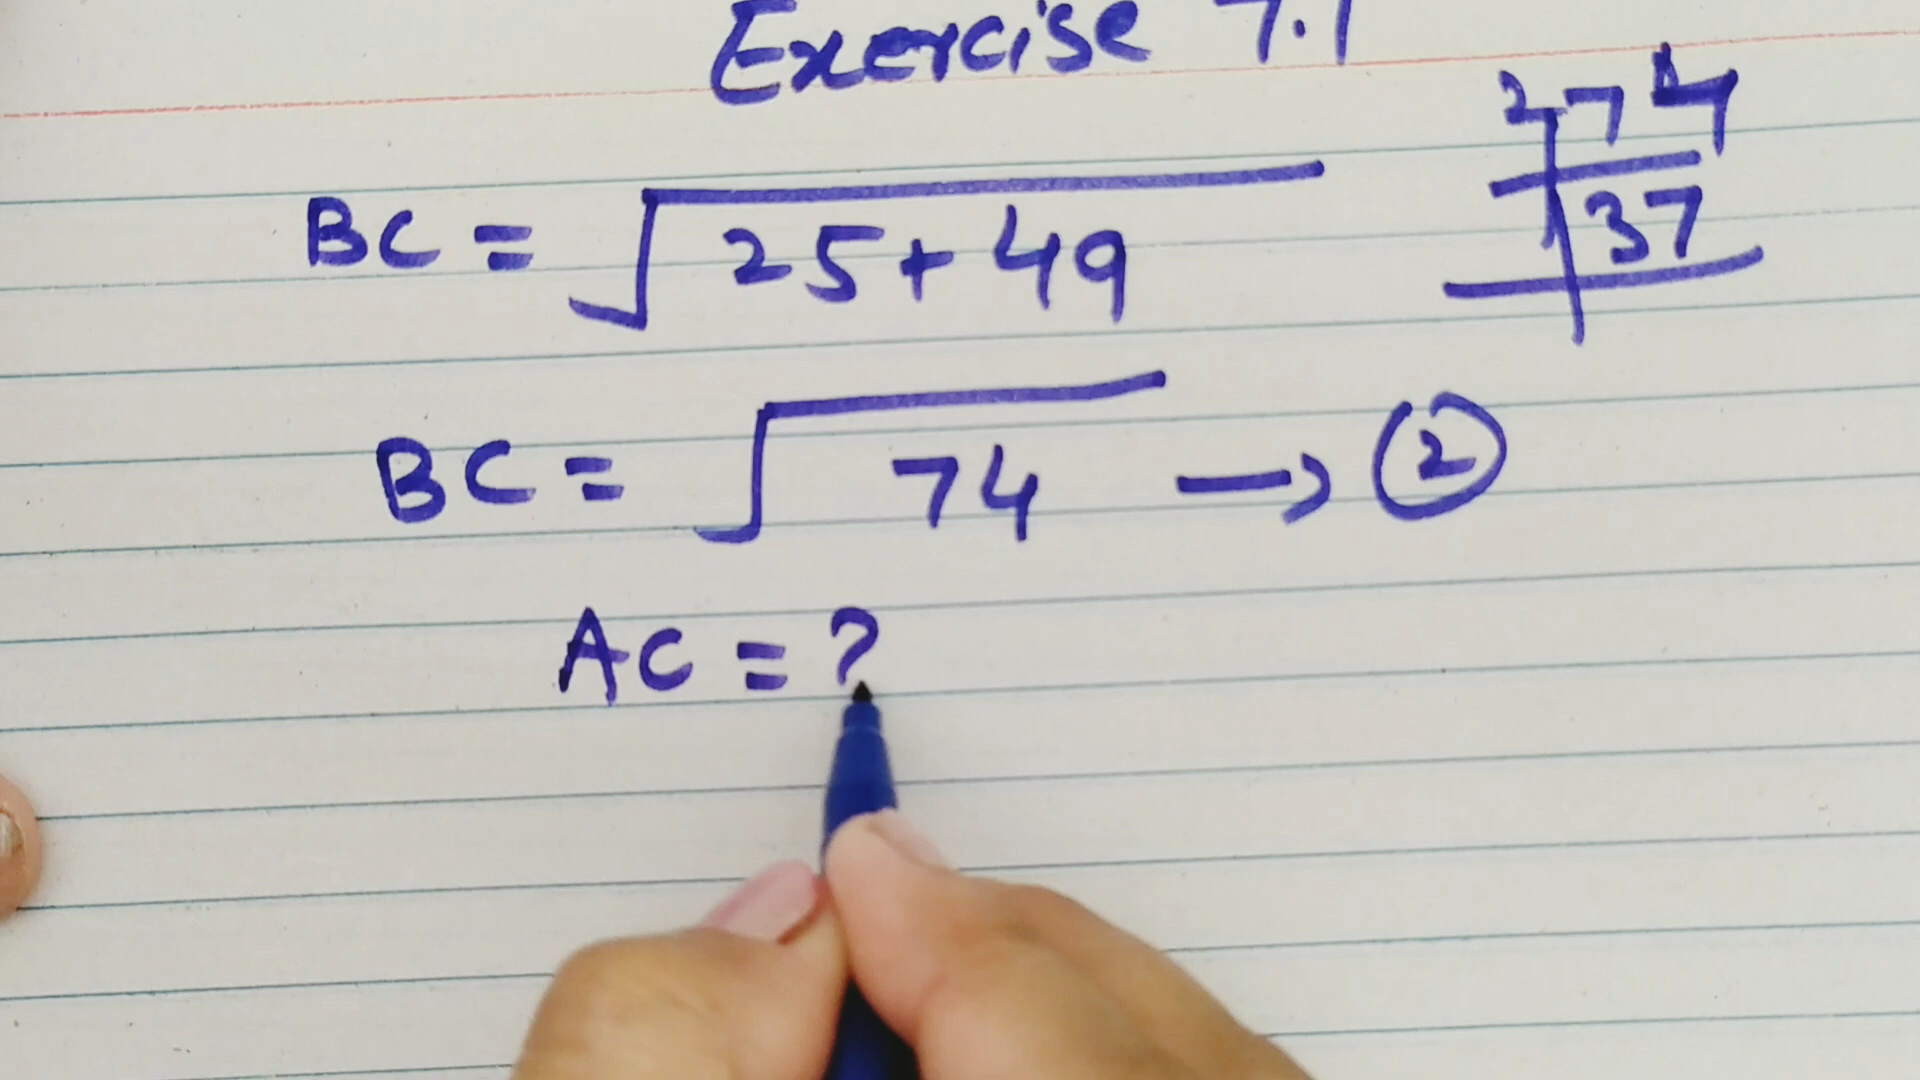 Exercise 7.1
2 74
37
BC = √25+49
BC = √74 → ②
AC = ?